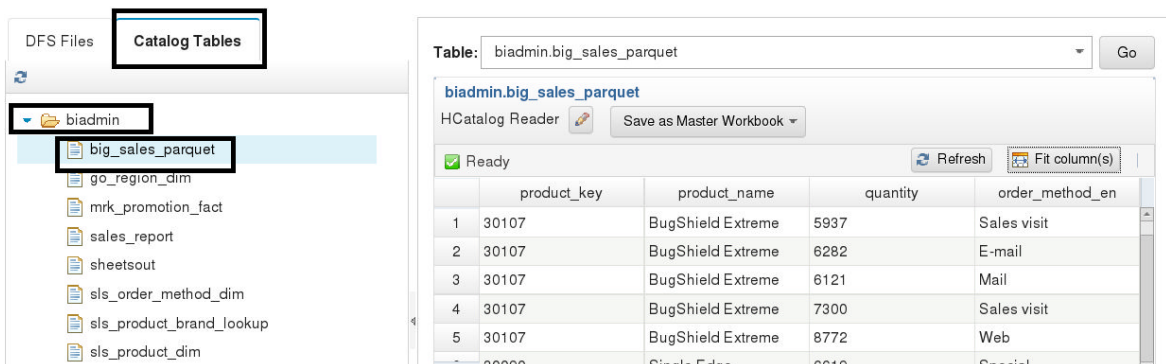 DFS Files
Catalog Tables
biadmin
big_sales_parquet
go_region_dim
mrk_promotion_fact
sales_report
sheetsout
sls_order_method_dim
sls_product_brand_lookup
sls_product_dim
Table: biadmin.big_sales_parquet Go
biadmin.big_sales_parquet
HCatalog Reader Save as Master Workbook
Ready Refresh Fit column(s)
product_key product_name quantity order_method_en
1 30107 BugShield Extreme 5937 Sales visit
2 30107 BugShield Extreme 6282 E-mail
3 30107 BugShield Extreme 6121 Mail
4 30107 BugShield Extreme 7300 Sales visit
5 30107 BugShield Extreme 8772 Web
Single Edge Special